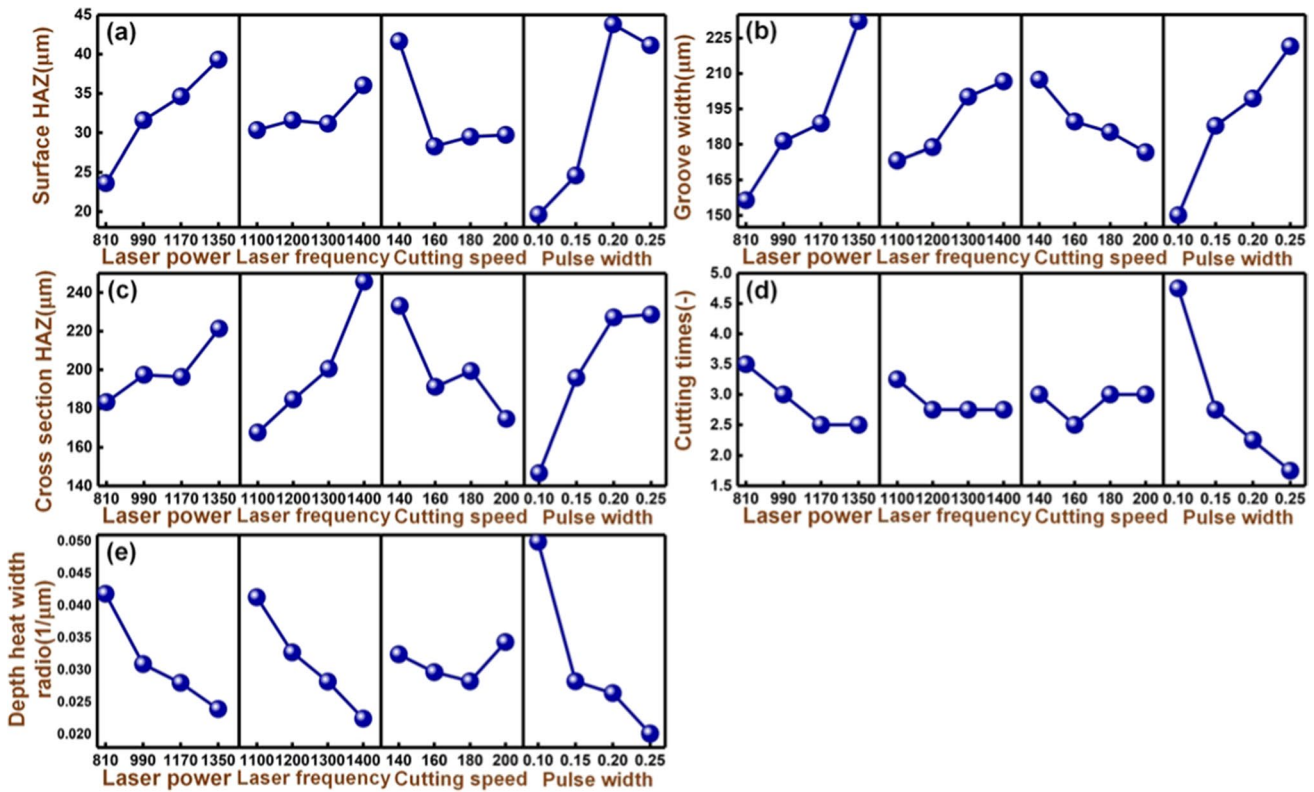 (a)
Surface HAZ(μm)
45
40
35
30
25
20
810 990 1170 1350 1100 1200 1300 1400 140 160 180 200 0.10 0.15 0.20 0.25
Laser power Laser frequency Cutting speed Pulse width
(b)
Groove width(μm)
225
210
195
180
165
150
810 990 1170 1350 1100 1200 1300 1400 140 160 180 200 0.10 0.15 0.20 0.25
Laser power Laser frequency Cutting speed Pulse width
(c)
Cross section HAZ(μm)
240
220
200
180
160
140
810 990 1170 1350 1100 1200 1300 1400 140 160 180 200 0.10 0.15 0.20 0.25
Laser power Laser frequency Cutting speed Pulse width
(d)
Cutting times(-)
5.0
4.5
4.0
3.5
3.0
2.5
2.0
1.5
810 990 1170 1350 1100 1200 1300 1400 140 160 180 200 0.10 0.15 0.20 0.25
Laser power Laser frequency Cutting speed Pulse width
(e)
Depth heat width
radio(1/μm)
0.050
0.045
0.040
0.035
0.030
0.025
0.020
810 990 1170 1350 1100 1200 1300 1400 140 160 180 200 0.10 0.15 0.20 0.25
Laser power Laser frequency Cutting speed Pulse width